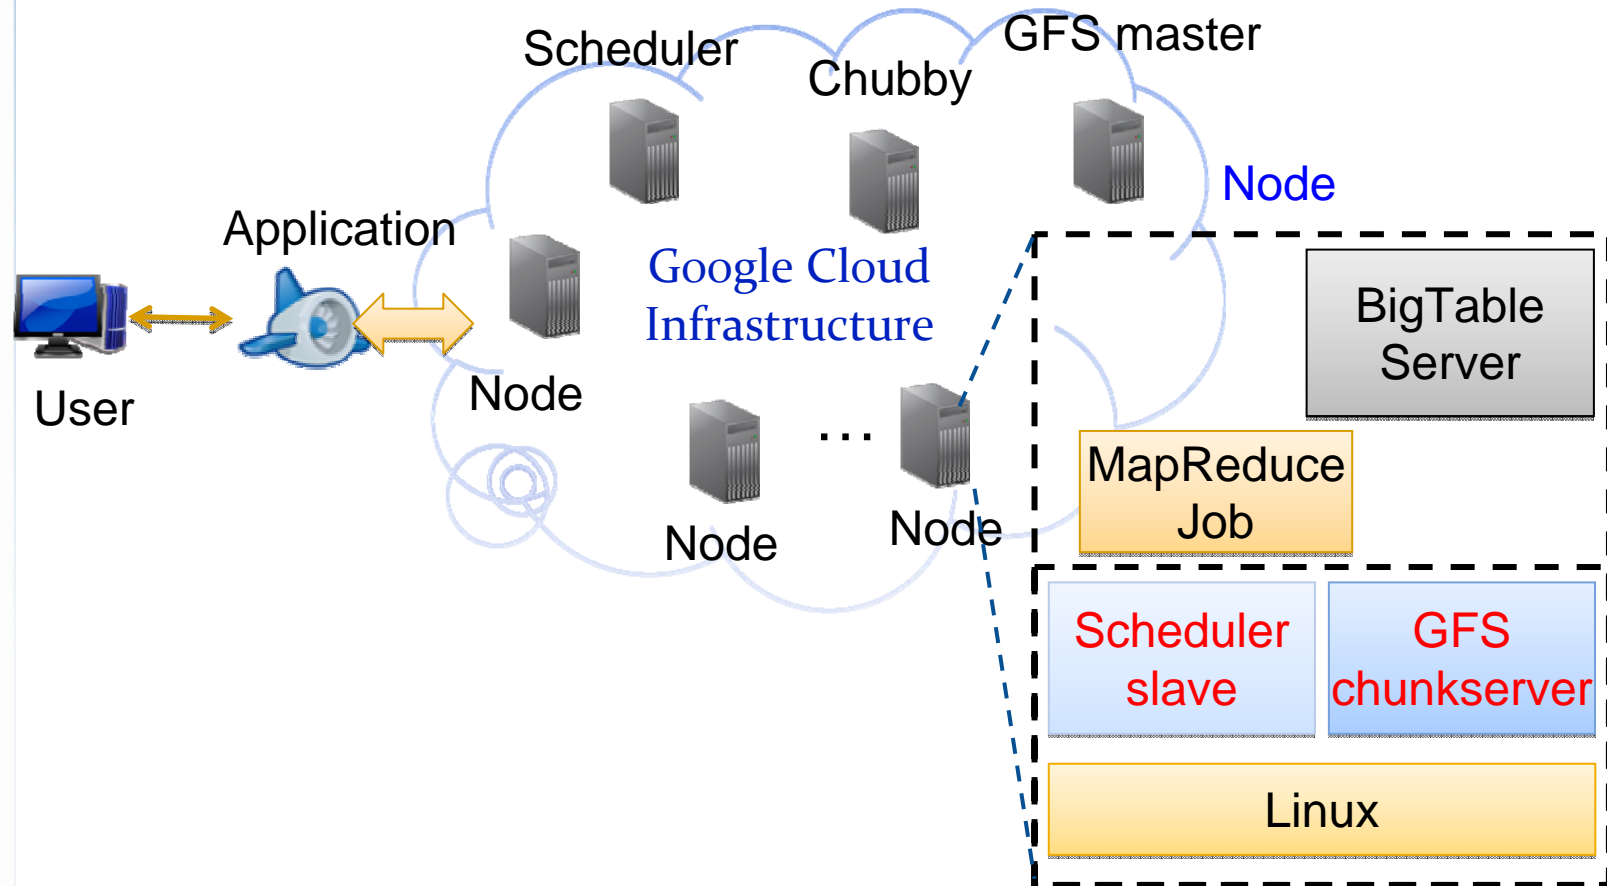 Scheduler
Chubby
GFS master
Node
Application
Google Cloud
Infrastructure
User
Node
Node
...
Node
BigTable
Server
MapReduce
Job
Scheduler
slave
GFS
chunkserver
Linux